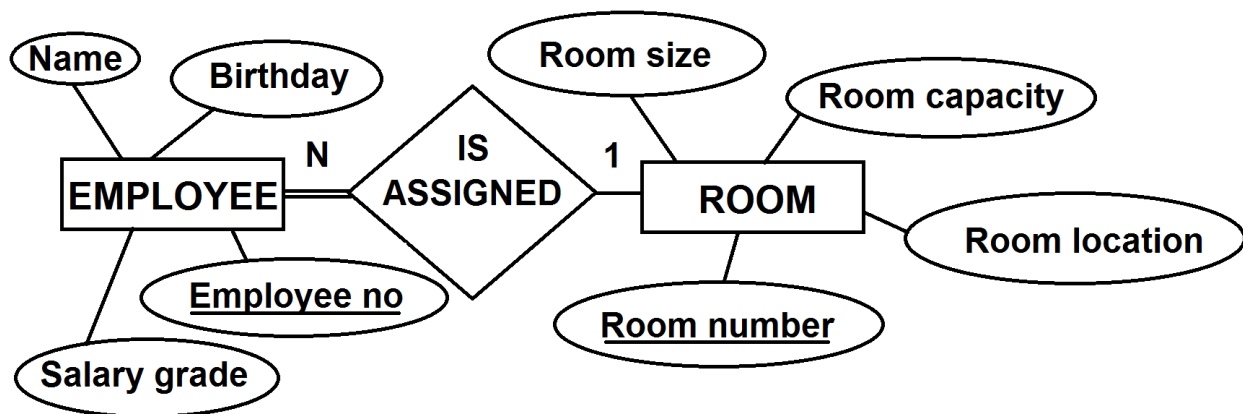 Name
Birthday
Room size
Room capacity
N
IS
ASSIGNED
1
EMPLOYEE
ROOM
Room location
Employee no
Room number
Salary grade